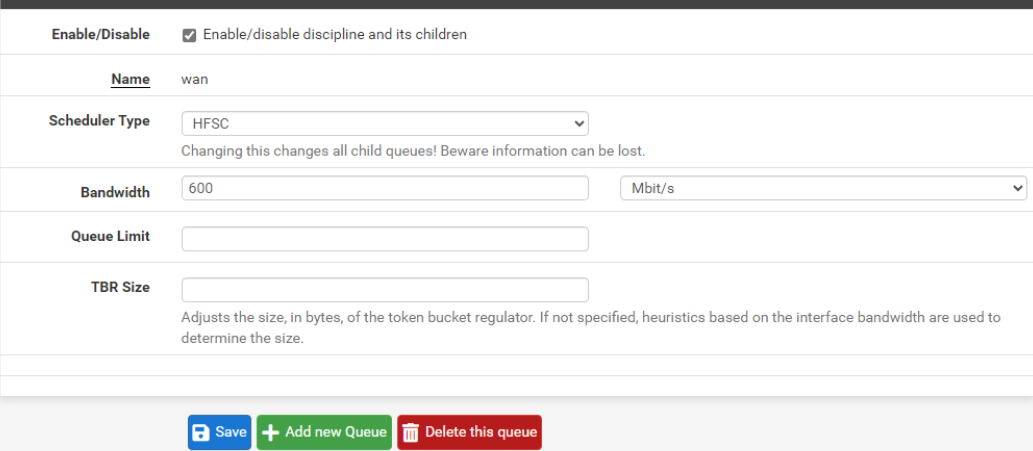 Enable/Disable Enable/disable discipline and its children
Name wan
Scheduler Type HFSC
Changing this changes all child queues! Beware information can be lost.
Bandwidth 600 Mbit/s
Queue Limit
TBR Size
Adjusts the size, in bytes, of the token bucket regulator. If not specified, heuristics based on the interface bandwidth are used to
determine the size.
Save Add new Queue Delete this queue